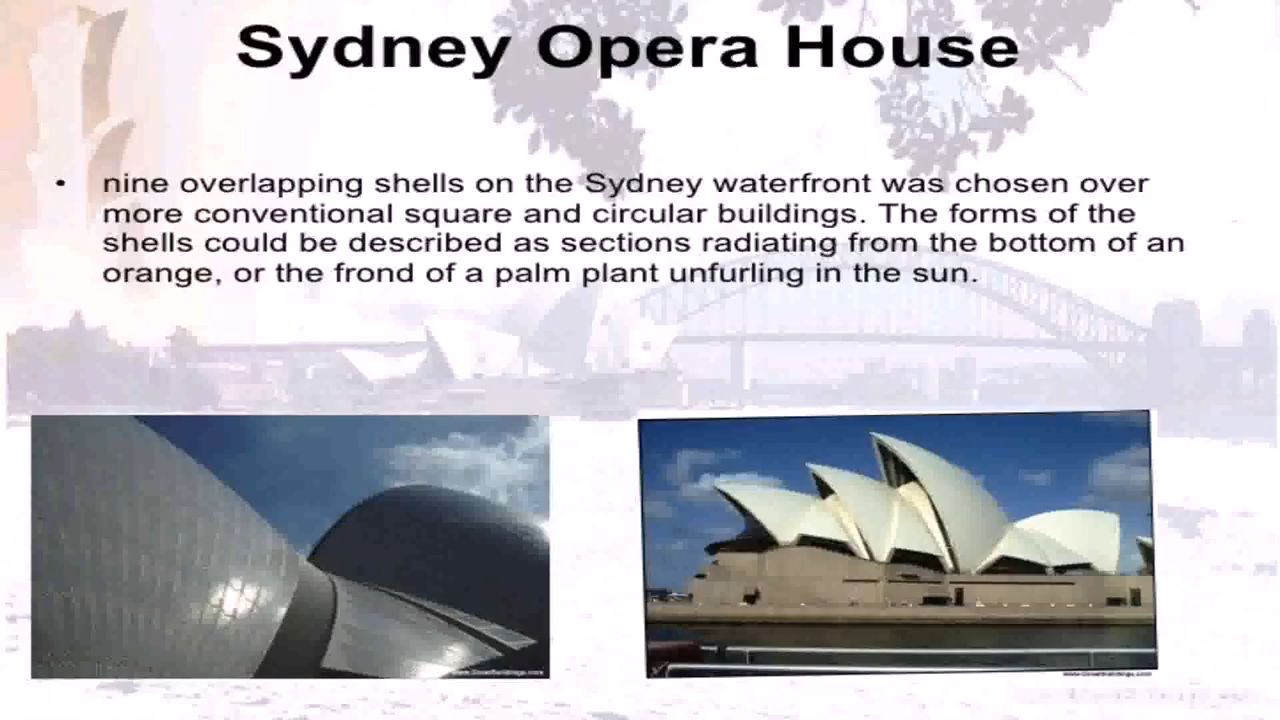 Sydney Opera House
• nine overlapping shells on the Sydney waterfront was chosen over
more conventional square and circular buildings. The forms of the
shells could be described as sections radiating from the bottom of an
orange, or the frond of a palm plant unfurling in the sun.